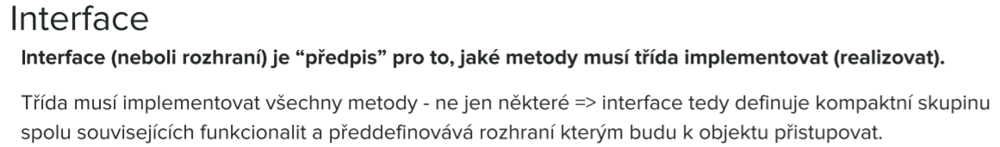 Interface
Interface (neboli rozhraní) je “předpis” pro to, jaké metody musí třída implementovat (realizovat).
Třída musí implementovat všechny metody - ne jen některé => interface tedy definuje kompaktní skupinu
spolu souvisejících funkcionalit a předdefinovává rozhraní kterým budu k objektu přistupovat.